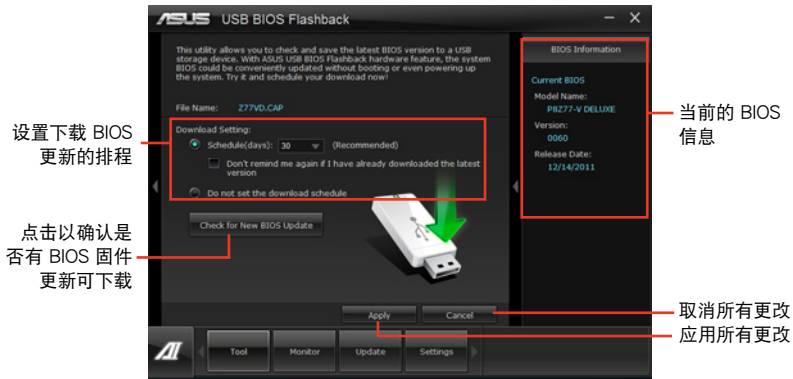 ASUS USB BIOS Flashback
This utility allows you to check and save the latest BIOS version to a USB
storage device. With ASUS USB BIOS Flashback hardware feature, the system
BIOS could be conveniently updated without booting or even powering up
the system. Try it and schedule your download now!
File Name: Z77VD.CAP
Download Setting:
Schedule(days): 30 (Recommended)
Don't remind me again if I have already downloaded the latest
version
Do not set the download schedule
Check for New BIOS Update
Apply Cancel
BIOS Information
Current BIOS
Model Name:
P8Z77-V DELUXE
Version:
0060
Release Date:
12/14/2011
AI Tool Monitor Update Settings
设置下载 BIOS
更新的排程
点击以确认是
否有 BIOS 固件
更新可下载
当前的 BIOS
信息
取消所有更改
应用所有更改